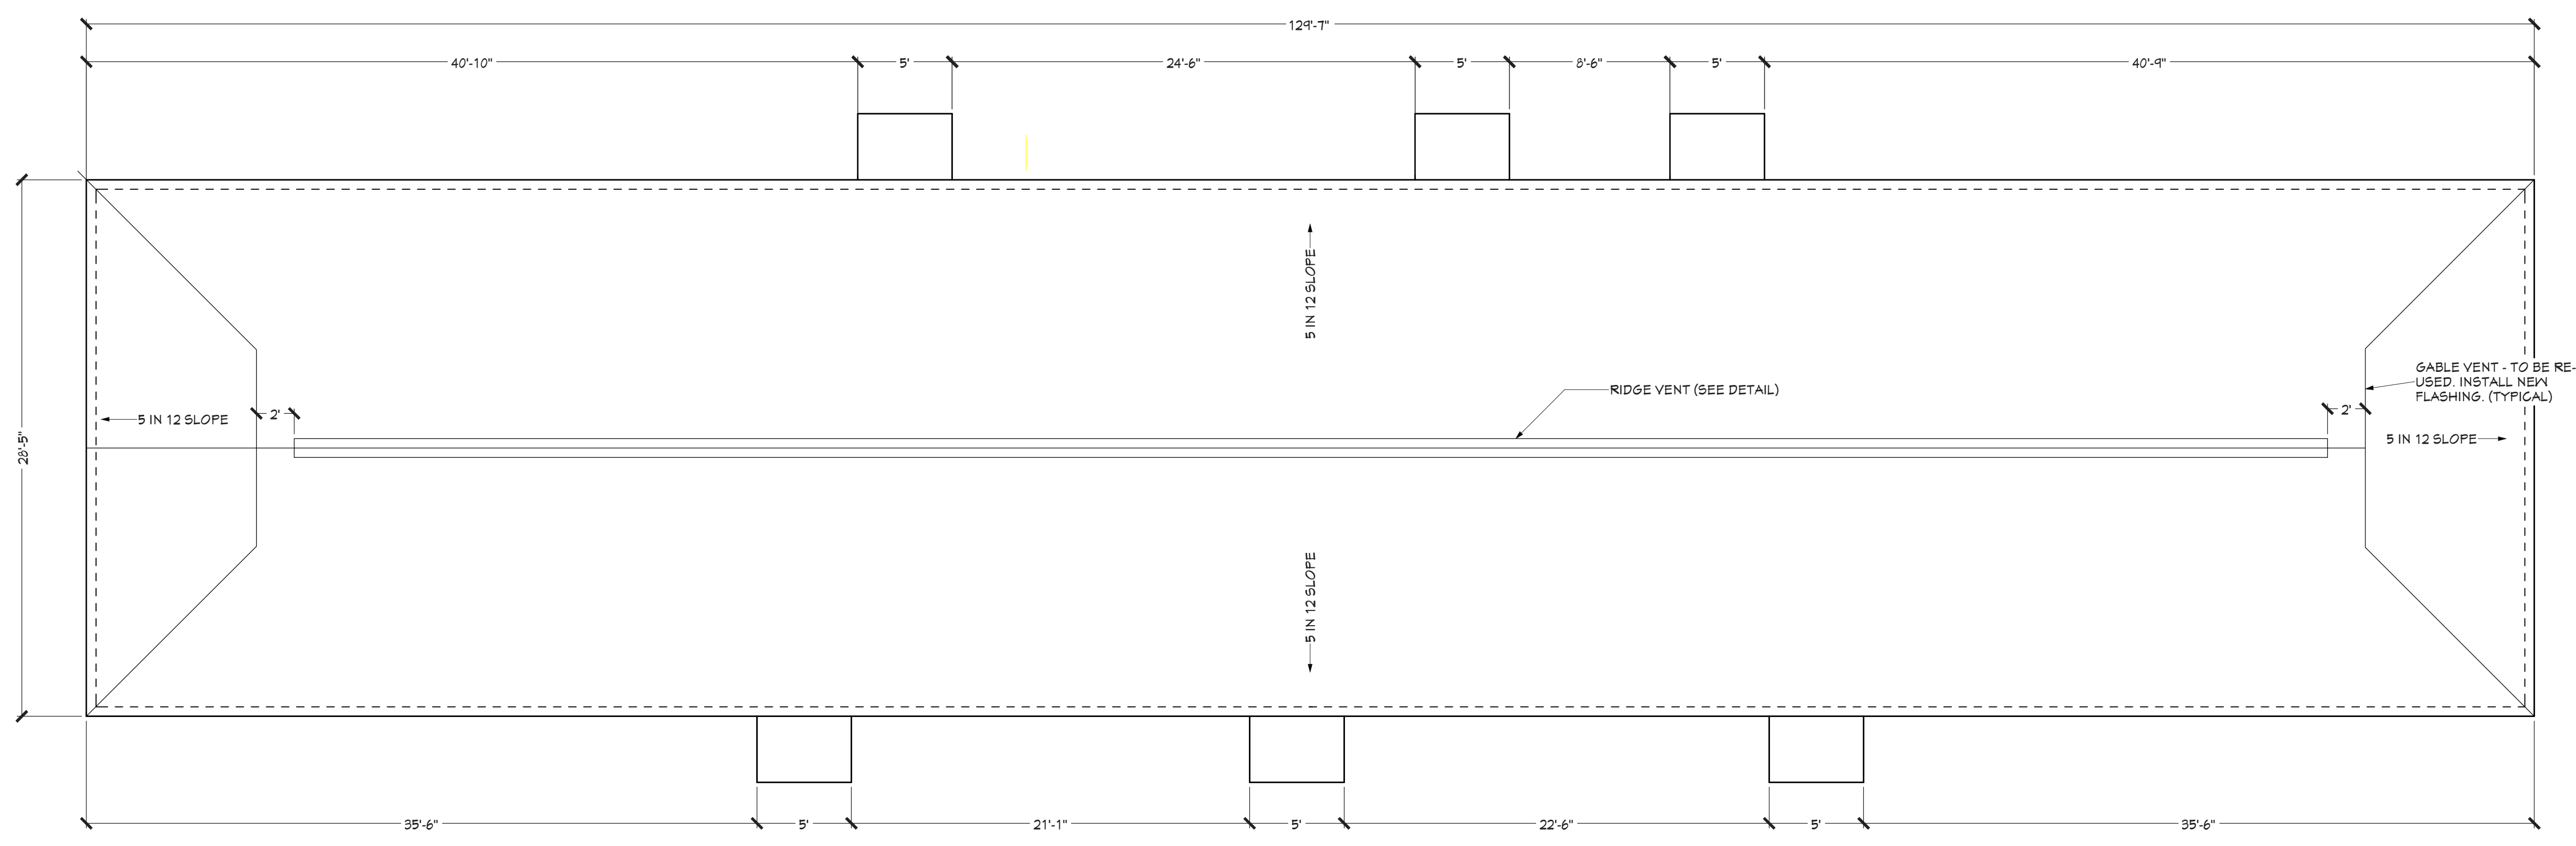 129'-7"
40'-10"
5'
24'-6"
5'
8'-6"
5'
40'-9"
28'-5"
5 IN 12 SLOPE
RIDGE VENT (SEE DETAIL)
GABLE VENT - TO BE RE-
USED. INSTALL NEW
FLASHING. (TYPICAL)
5 IN 12 SLOPE
2'
2'
5 IN 12 SLOPE
5 IN 12 SLOPE
35'-6"
5'
21'-1"
5'
22'-6"
5'
35'-6"